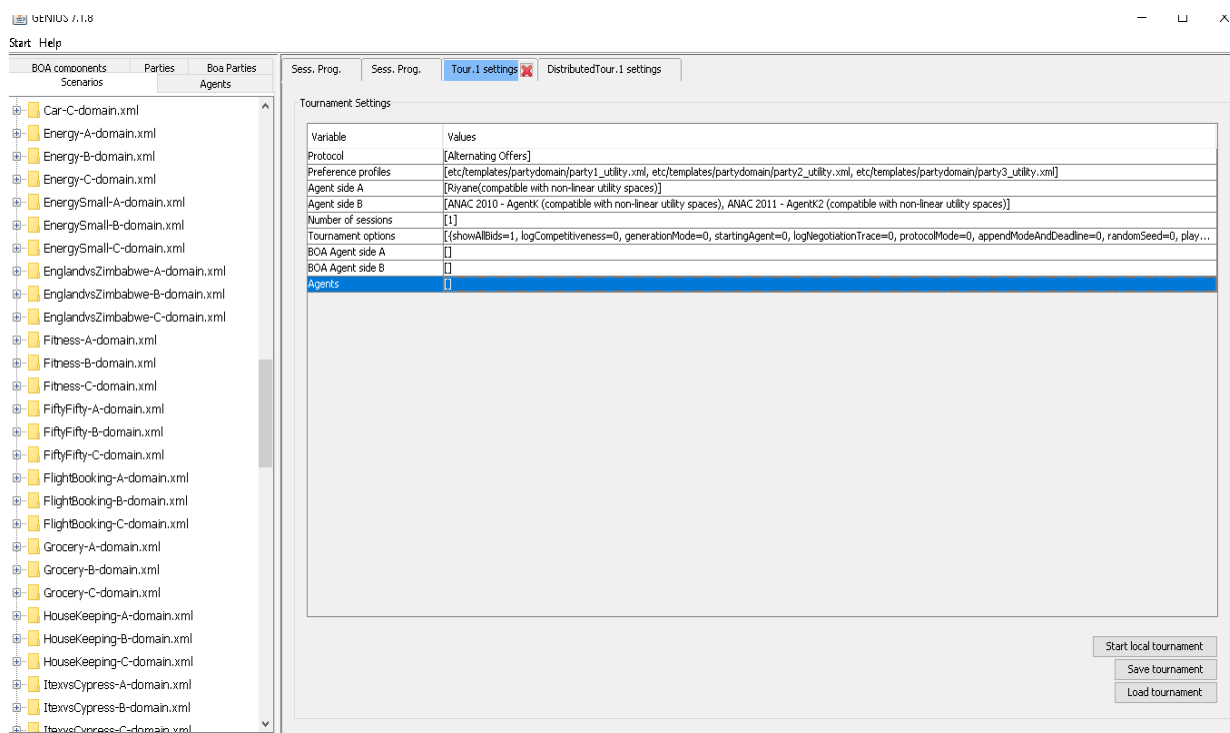 GENIUS 7.1.8
Start Help
BOA components Parties Boa Parties
Scenarios Agents
Car-C-domain.xml
Energy-A-domain.xml
Energy-B-domain.xml
Energy-C-domain.xml
EnergySmall-A-domain.xml
EnergySmall-B-domain.xml
EnergySmall-C-domain.xml
EnglandvsZimbabwe-A-domain.xml
EnglandvsZimbabwe-B-domain.xml
EnglandvsZimbabwe-C-domain.xml
Fitness-A-domain.xml
Fitness-B-domain.xml
Fitness-C-domain.xml
FiftyFifty-A-domain.xml
FiftyFifty-B-domain.xml
FiftyFifty-C-domain.xml
FlightBooking-A-domain.xml
FlightBooking-B-domain.xml
FlightBooking-C-domain.xml
Grocery-A-domain.xml
Grocery-B-domain.xml
Grocery-C-domain.xml
HouseKeeping-A-domain.xml
HouseKeeping-B-domain.xml
HouseKeeping-C-domain.xml
ItexvsCypress-A-domain.xml
ItexvsCypress-B-domain.xml
ItexvsCypress-C-domain.xml
Sess. Prog. Sess. Prog. Tour.1 settings DistributedTour.1 settings
Tournament Settings
Variable Values
Protocol [Alternating Offers]
Preference profiles [etc/templates/partydomain/party1_utility.xml, etc/templates/partydomain/party2_utility.xml, etc/templates/partydomain/party3_utility.xml]
Agent side A [Riyane(compatible with non-linear utility spaces)]
Agent side B [ANAC 2010 - AgentK (compatible with non-linear utility spaces), ANAC 2011 - AgentK2 (compatible with non-linear utility spaces)]
Number of sessions [1]
Tournament options [{showAllBids=1, logCompetitiveness=0, generationMode=0, startingAgent=0, logNegotiationTrace=0, protocolMode=0, appendModeAndDeadline=0, randomSeed=0, play...
BOA Agent side A []
BOA Agent side B []
Agents []
Start local tournament
Save tournament
Load tournament